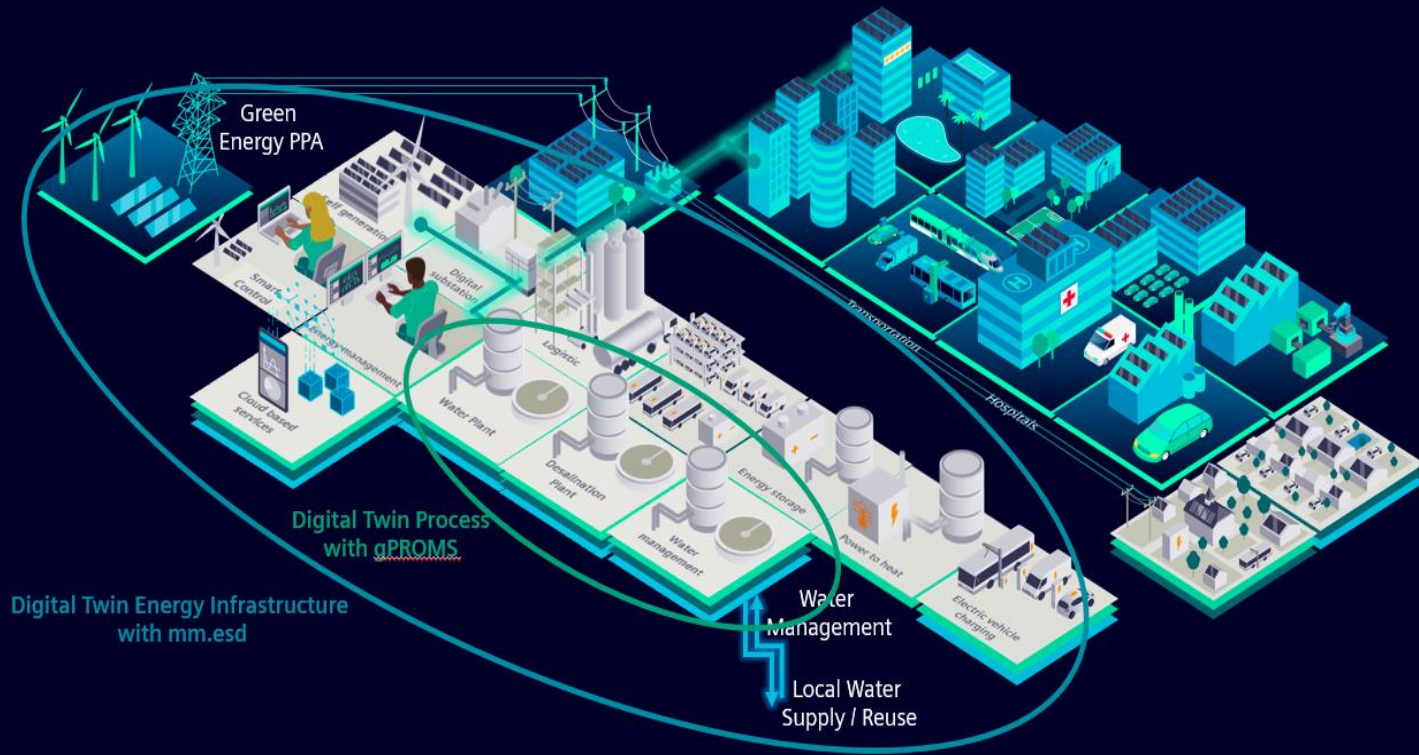 Green
Energy PPA
Self generation
Smart
Control
Digital
substation
Energy management
Cloud based
services
Logistic
Water Plant
Desalination
Plant
Energy storage
Water
management
Power to heat
Electric vehicle
charging
Transportation
Hospitals
H
H
Digital Twin Process
with gPROMS
Digital Twin Energy Infrastructure
with mm.esd
Water
Management
Local Water
Supply / Reuse